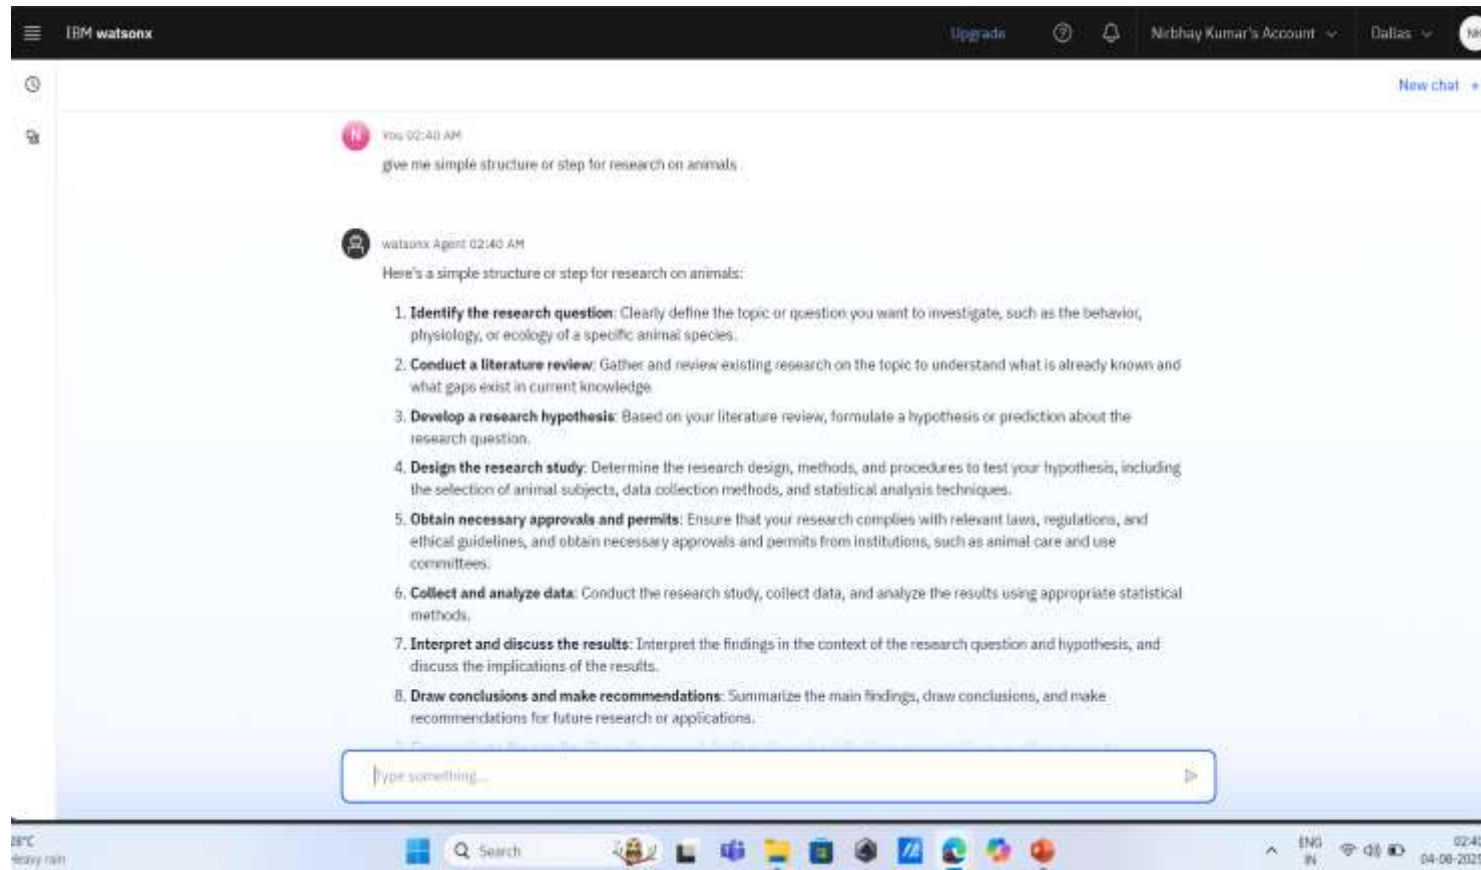 IBM watsonx
Upgrade
Nirbhay Kumar's Account
Dallas
New chat +
N
You 02:40 AM
give me simple structure or step for research on animals
watsonx Agent 02:40 AM
Here's a simple structure or step for research on animals:
1. Identify the research question: Clearly define the topic or question you want to investigate, such as the behavior,
physiology, or ecology of a specific animal species.
2. Conduct a literature review: Gather and review existing research on the topic to understand what is already known and
what gaps exist in current knowledge.
3. Develop a research hypothesis: Based on your literature review, formulate a hypothesis or prediction about the
research question.
4. Design the research study: Determine the research design, methods, and procedures to test your hypothesis, including
the selection of animal subjects, data collection methods, and statistical analysis techniques.
5. Obtain necessary approvals and permits: Ensure that your research complies with relevant laws, regulations, and
ethical guidelines, and obtain necessary approvals and permits from institutions, such as animal care and use
committees.
6. Collect and analyze data: Conduct the research study, collect data, and analyze the results using appropriate statistical
methods.
7. Interpret and discuss the results: Interpret the findings in the context of the research question and hypothesis, and
discuss the implications of the results.
8. Draw conclusions and make recommendations: Summarize the main findings, draw conclusions, and make
recommendations for future research or applications.
Type something...
28°C
Heavy rain
Search
ENG
IN
02:40
04-08-2025